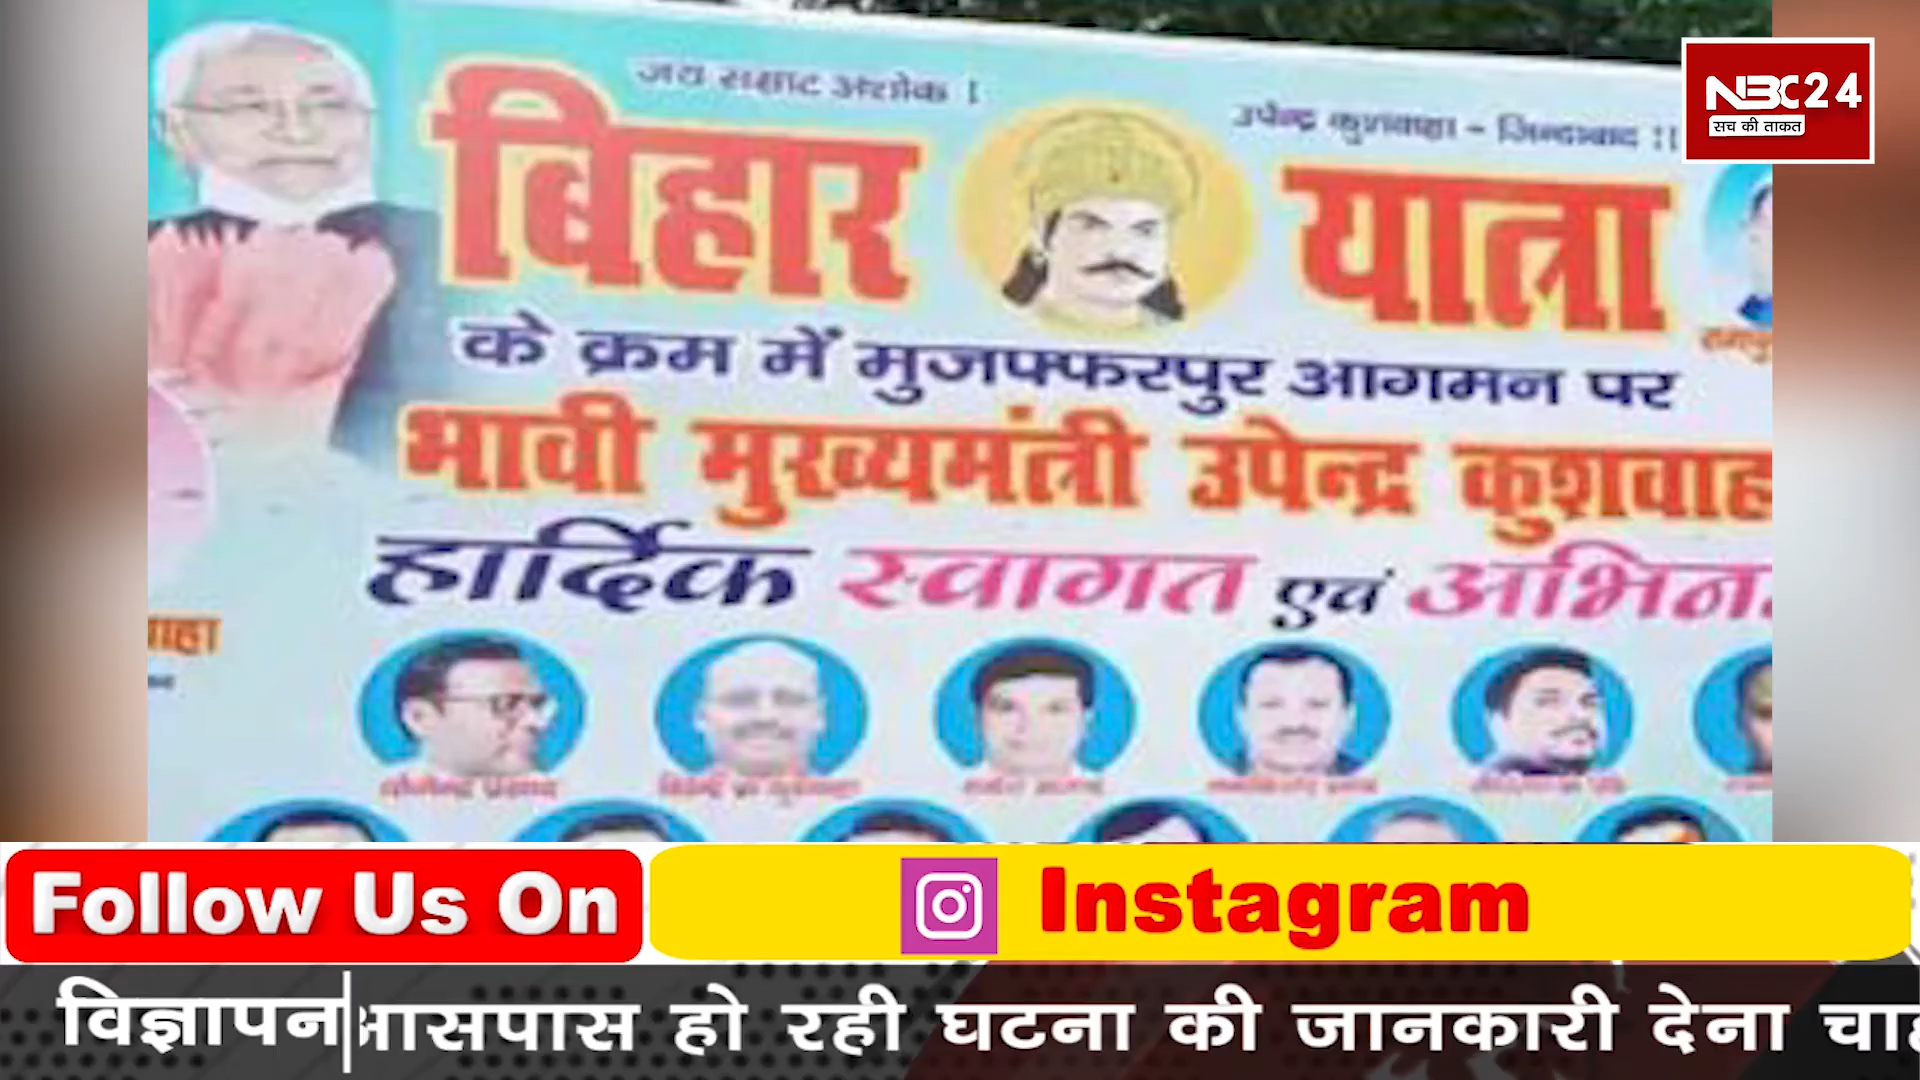 जय सम्राट अशोक !
उपेन्द्र कुशवाहा - जिन्दाबाद !!
NBC24
सच की ताकत
बिहार यात्रा
के क्रम में मुजफ्फरपुर आगमन पर
भावी मुख्यमंत्री उपेन्द्र कुशवाह
हार्दिक स्वागत एवं अभिन
वाहा
Follow Us On
Instagram
विज्ञापन
आसपास हो रही घटना की जानकारी देना चाह